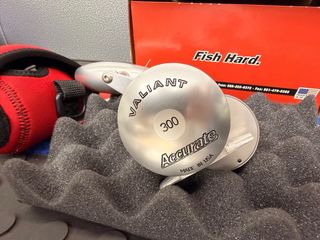 Fish Hard.
VALIANT
300
Accurate
MADE IN USA